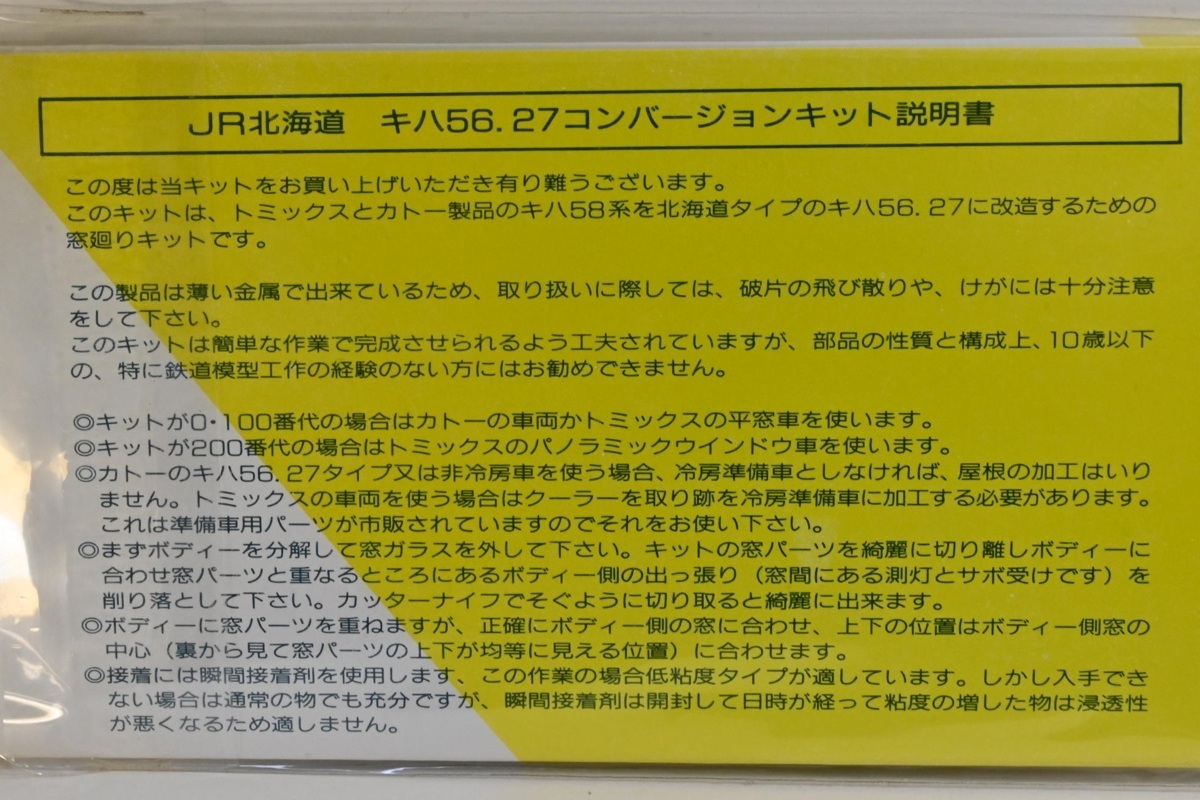 JR北海道　キハ56.27コンバージョンキット説明書
この度は当キットをお買い上げいただき有り難うございます。
このキットは、トミックスとカトー製品のキハ58系を北海道タイプのキハ56.27に改造するための
窓廻りキットです。
この製品は薄い金属で出来ているため、取り扱いに際しては、破片の飛び散りや、けがには十分注意
をして下さい。
このキットは簡単な作業で完成させられるよう工夫されていますが、部品の性質と構成上、10歳以下
の、特に鉄道模型工作の経験のない方にはお勧めできません。
◎キットが0・100番代の場合はカトーの車両かトミックスの平窓車を使います。
◎キットが200番代の場合はトミックスのパノラミックウインドウ車を使います。
◎カトーのキハ56.27タイプ又は非冷房車を使う場合、冷房準備車としなければ、屋根の加工はいり
ません。トミックスの車両を使う場合はクーラーを取り跡を冷房準備車に加工する必要があります。
これは準備車用パーツが市販されていますのでそれをお使い下さい。
◎まずボディーを分解して窓ガラスを外して下さい。キットの窓パーツを綺麗に切り離しボディーに
合わせ窓パーツと重なるところにあるボディー側の出っ張り（窓間にある測灯とサボ受けです）を
削り落として下さい。カッターナイフでそぐように切り取ると綺麗に出来ます。
◎ボディーに窓パーツを重ねますが、正確にボディー側の窓に合わせ、上下の位置はボディー側窓の
中心（裏から見て窓パーツの上下が均等に見える位置）に合わせます。
◎接着には瞬間接着剤を使用します、この作業の場合低粘度タイプが適しています。しかし入手でき
ない場合は通常の物でも充分ですが、瞬間接着剤は開封して日時が経って粘度の増した物は浸透性
が悪くなるため適しません。